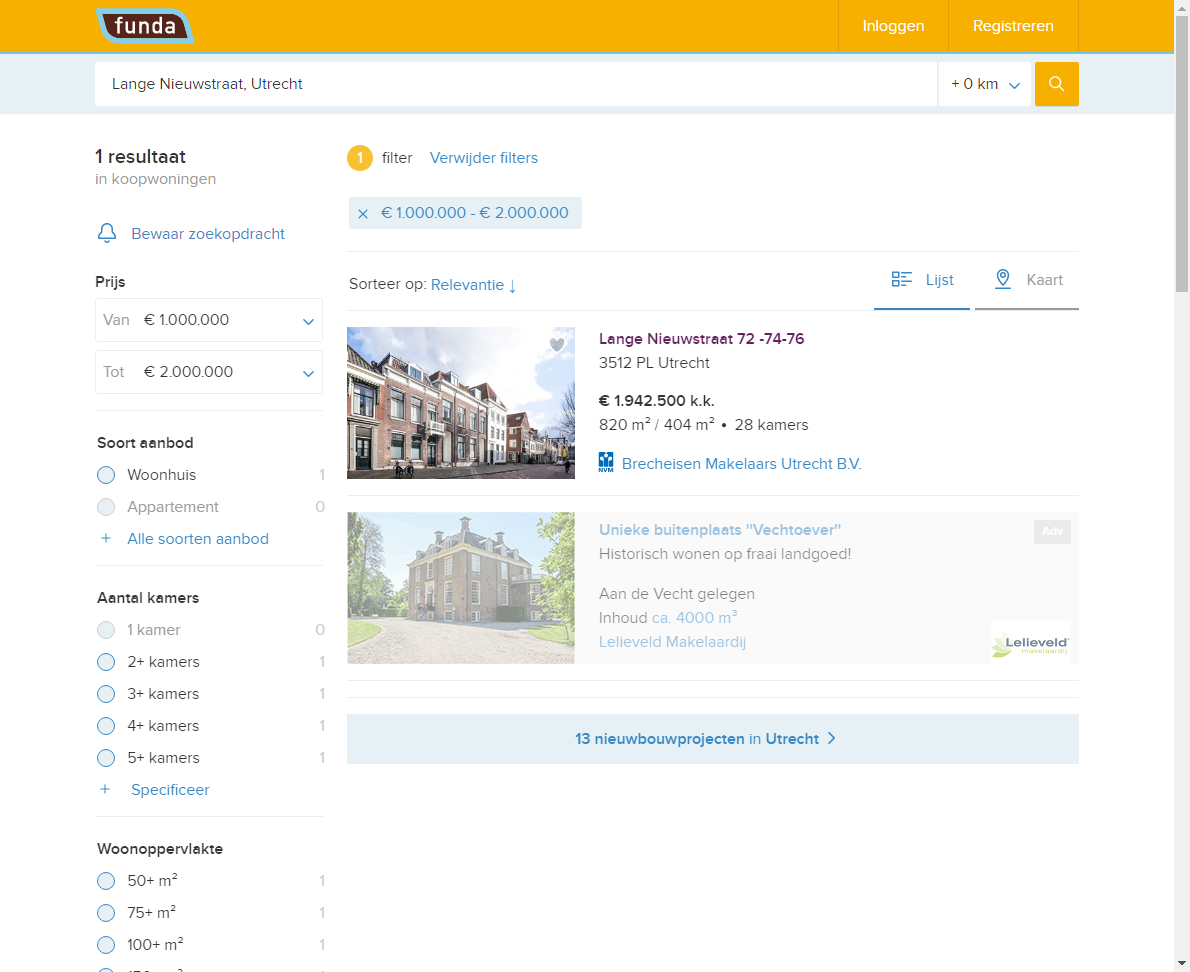 funda
Inloggen
Registreren
Lange Nieuwstraat, Utrecht
+ 0 km
1 resultaat
in koopwoningen
Bewaar zoekopdracht
Prijs
Van € 1.000.000
Tot € 2.000.000
Soort aanbod
Woonhuis 1
Appartement 0
+ Alle soorten aanbod
Aantal kamers
1 kamer 0
2+ kamers 1
3+ kamers 1
4+ kamers 1
5+ kamers 1
+ Specificeer
Woonoppervlakte
50+ m² 1
75+ m² 1
100+ m² 1
1 filter Verwijder filters
× € 1.000.000 - € 2.000.000
Sorteer op: Relevantie ↓
Lijst
Kaart
Lange Nieuwstraat 72 -74-76
3512 PL Utrecht
€ 1.942.500 k.k.
820 m² / 404 m² • 28 kamers
NVM Brecheisen Makelaars Utrecht B.V.
Unieke buitenplaats "Vechtoever"
Adv
Historisch wonen op fraai landgoed!
Aan de Vecht gelegen
Inhoud ca. 4000 m³
Lelieveld Makelaardij
Lelieveld
makelaardij
13 nieuwbouwprojecten in Utrecht